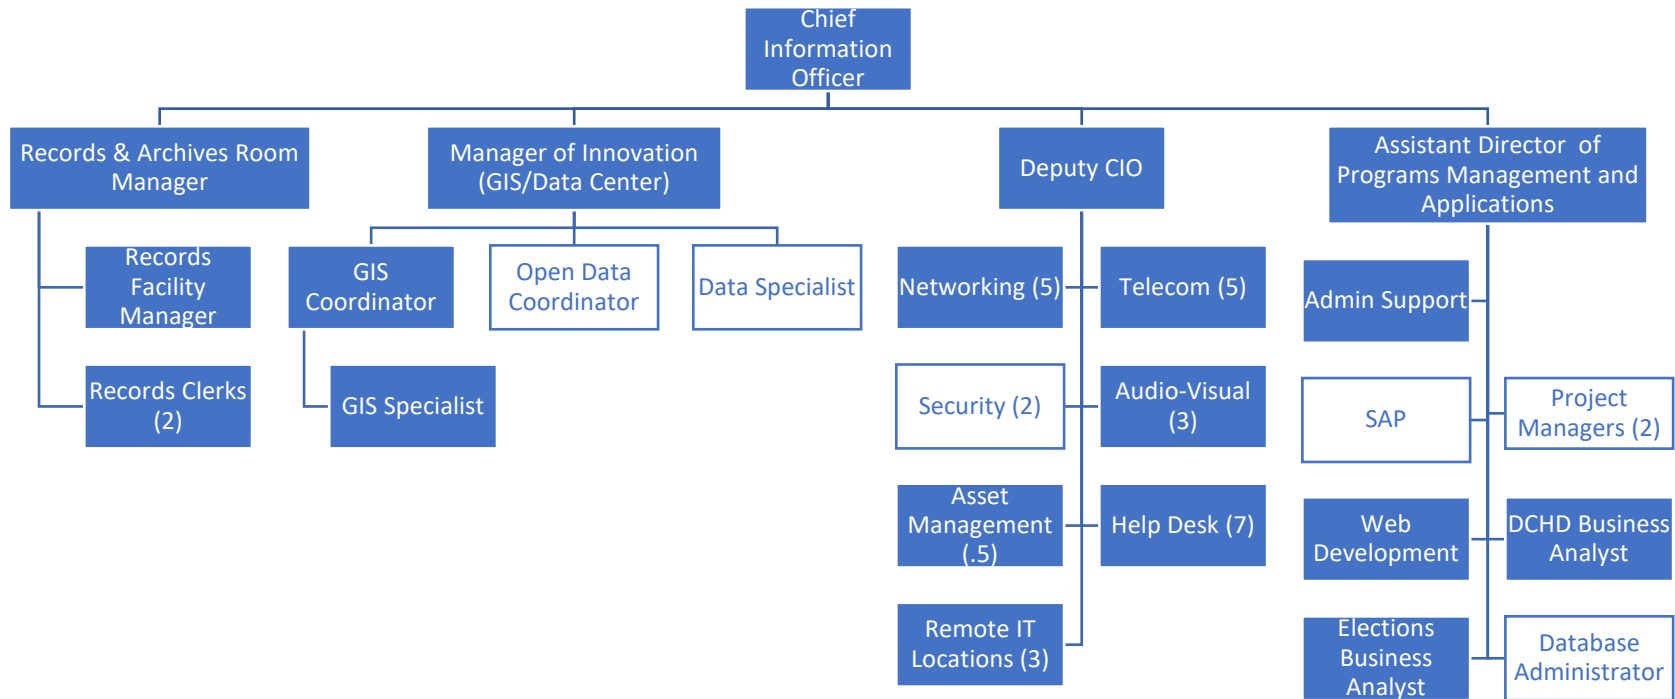 Chief
Information
Officer
Records & Archives Room
Manager
Manager of Innovation
(GIS/Data Center)
Deputy CIO
Assistant Director of
Programs Management and
Applications
Records
Facility
Manager
Records Clerks
(2)
GIS
Coordinator
Open Data
Coordinator
Data Specialist
GIS Specialist
Networking (5)
Telecom (5)
Security (2)
Audio-Visual
(3)
Asset
Management
(.5)
Help Desk (7)
Remote IT
Locations (3)
Admin Support
SAP
Project
Managers (2)
Web
Development
DCHD Business
Analyst
Elections
Business
Analyst
Database
Administrator